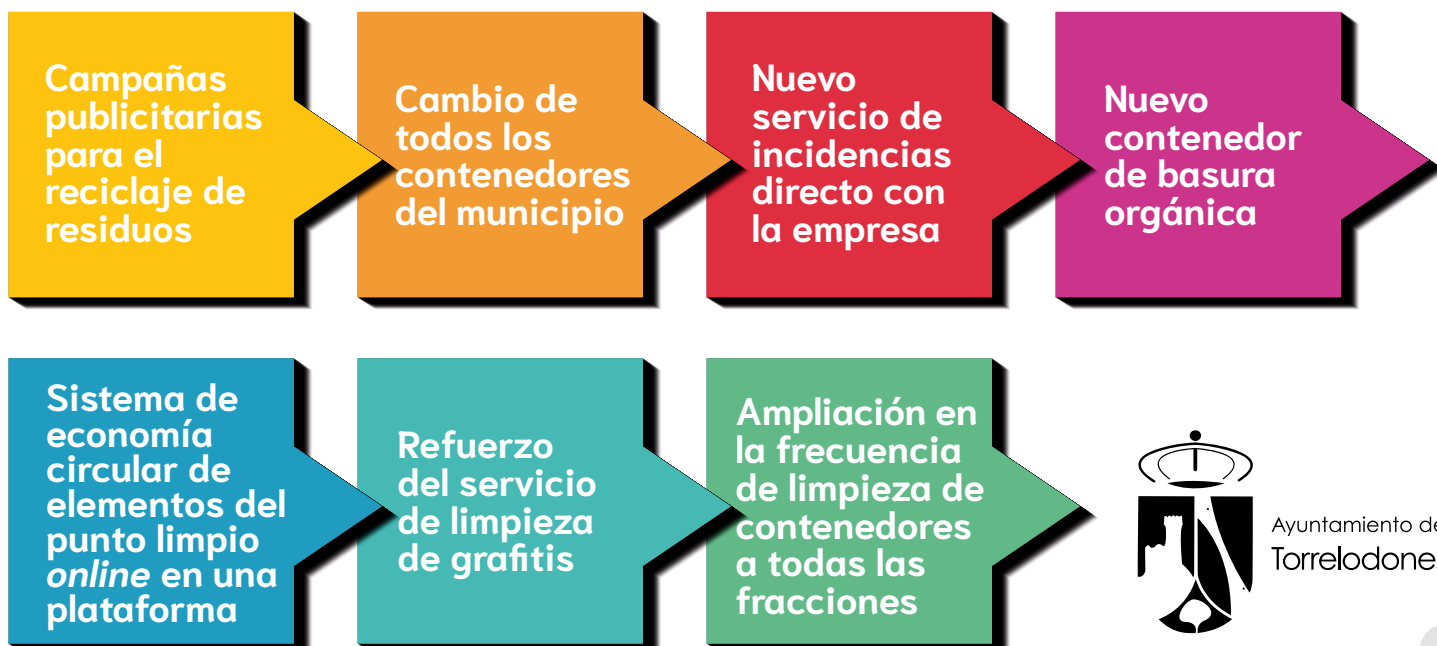 Campañas
publicitarias
para el
reciclaje de
residuos
Cambio de
todos los
contenedores
del municipio
Nuevo
servicio de
incidencias
directo con
la empresa
Nuevo
contenedor
de basura
orgánica
Sistema de
economía
circular de
elementos del
punto limpio
online en una
plataforma
Refuerzo
del servicio
de limpieza
de grafitis
Ampliación en
la frecuencia
de limpieza de
contenedores
a todas las
fracciones
Ayuntamiento de
Torrelodones